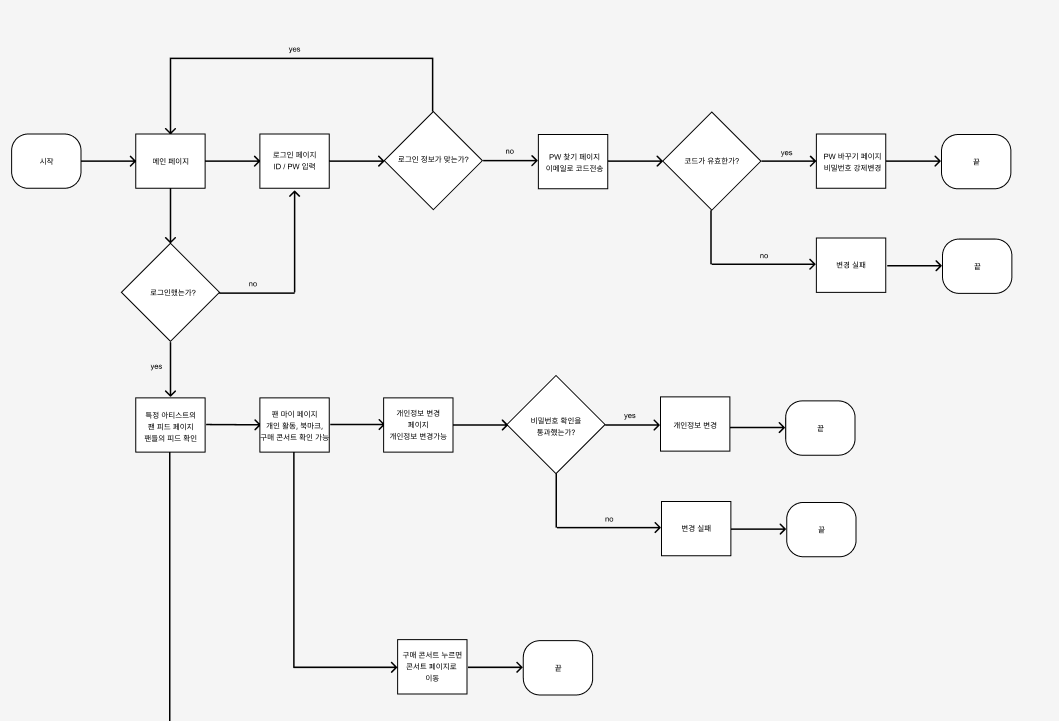 yes
시작
메인 페이지
로그인 페이지
ID / PW 입력
로그인 정보가 맞는가?
no
PW 찾기 페이지
이메일로 코드전송
코드가 유효한가?
yes
PW 바꾸기 페이지
비밀번호 강제변경
끝
no
변경 실패
끝
로그인했는가?
no
yes
특정 아티스트의
팬 피드 페이지
팬들의 피드 확인
팬 마이 페이지
개인 활동, 북마크,
구매 콘서트 확인 가능
개인정보 변경
페이지
개인정보 변경가능
비밀번호 확인을
통과했는가?
yes
개인정보 변경
끝
no
변경 실패
끝
구매 콘서트 누르면
콘서트 페이지로
이동
끝